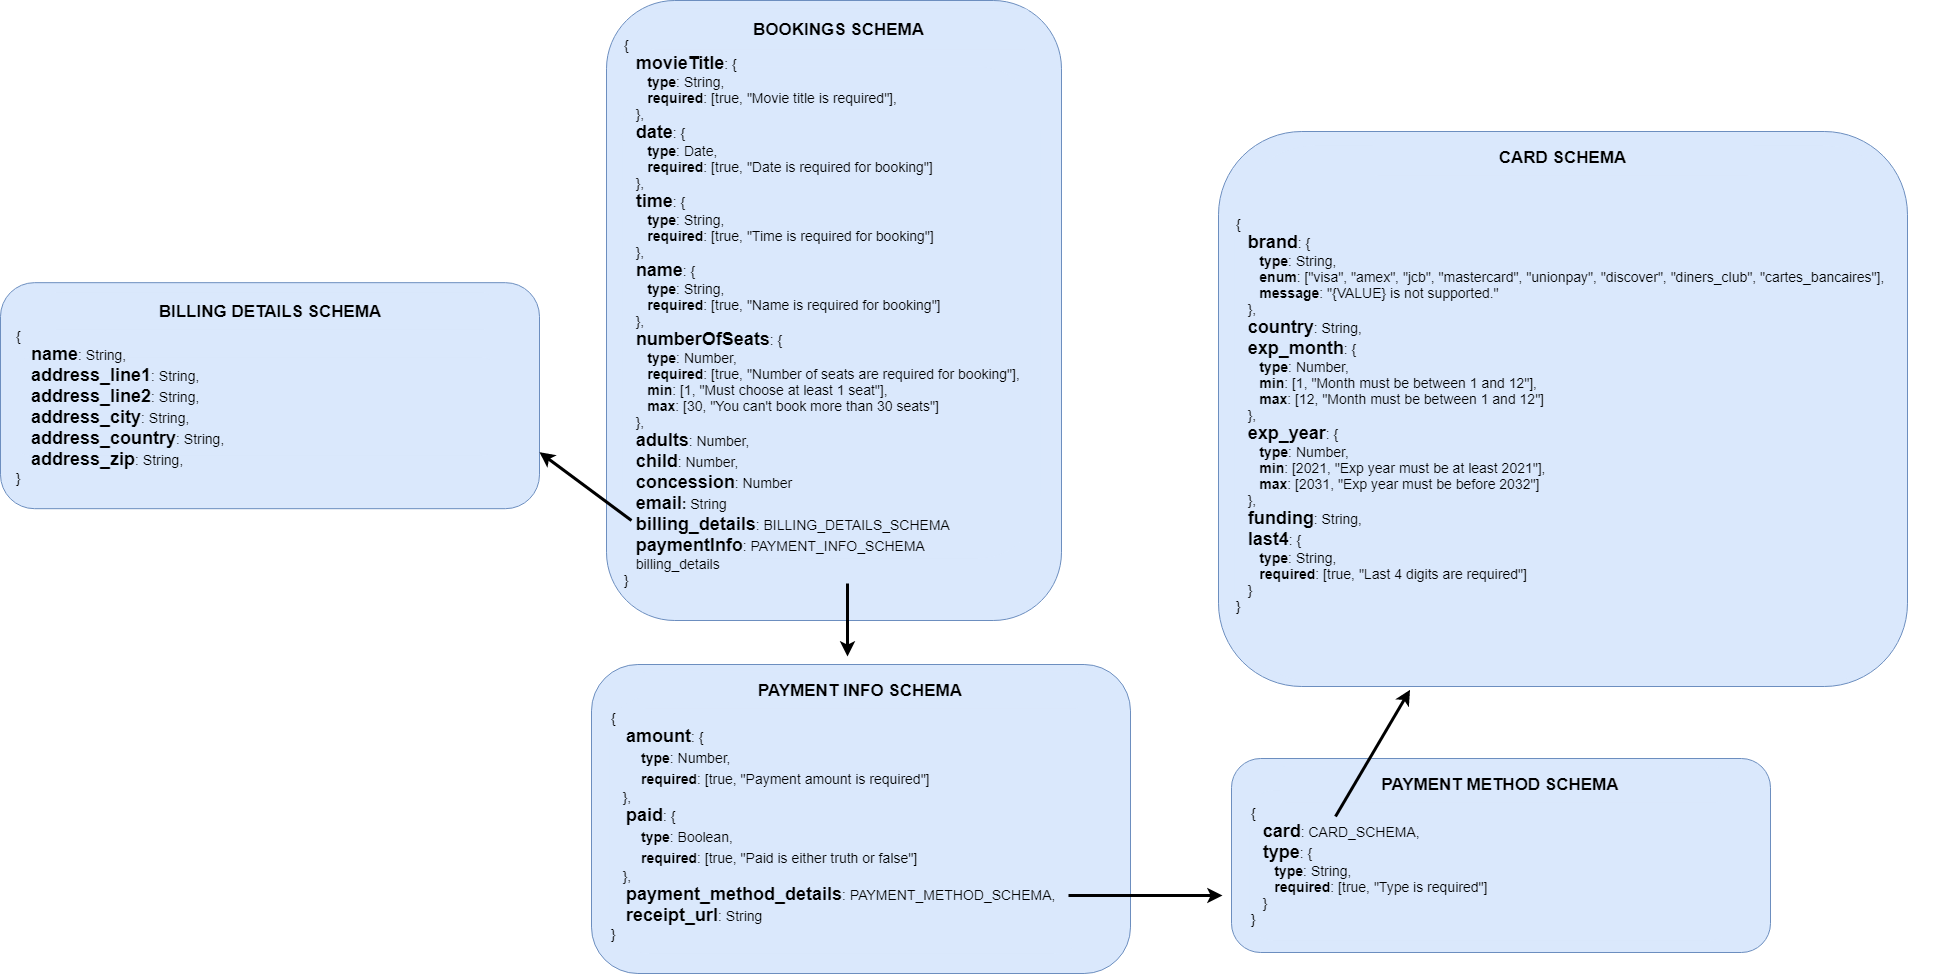 BOOKINGS SCHEMA
{
movieTitle: {
type: String,
required: [true, "Movie title is required"],
},
date: {
type: Date,
required: [true, "Date is required for booking"]
},
time: {
type: String,
required: [true, "Time is required for booking"]
},
name: {
type: String,
required: [true, "Name is required for booking"]
},
numberOfSeats: {
type: Number,
required: [true, "Number of seats are required for booking"],
min: [1, "Must choose at least 1 seat"],
max: [30, "You can't book more than 30 seats"]
},
adults: Number,
child: Number,
concession: Number
email: String
billing_details: BILLING_DETAILS_SCHEMA
paymentInfo: PAYMENT_INFO_SCHEMA
billing_details
}
BILLING DETAILS SCHEMA
{
name: String,
address_line1: String,
address_line2: String,
address_city: String,
address_country: String,
address_zip: String,
}
CARD SCHEMA
{
brand: {
type: String,
enum: ["visa", "amex", "jcb", "mastercard", "unionpay", "discover", "diners_club", "cartes_bancaires"],
message: "{VALUE} is not supported."
},
country: String,
exp_month: {
type: Number,
min: [1, "Month must be between 1 and 12"],
max: [12, "Month must be between 1 and 12"]
},
exp_year: {
type: Number,
min: [2021, "Exp year must be at least 2021"],
max: [2031, "Exp year must be before 2032"]
},
funding: String,
last4: {
type: String,
required: [true, "Last 4 digits are required"]
}
}
PAYMENT INFO SCHEMA
{
amount: {
type: Number,
required: [true, "Payment amount is required"]
},
paid: {
type: Boolean,
required: [true, "Paid is either truth or false"]
},
payment_method_details: PAYMENT_METHOD_SCHEMA,
receipt_url: String
}
PAYMENT METHOD SCHEMA
{
card: CARD_SCHEMA,
type: {
type: String,
required: [true, "Type is required"]
}
}